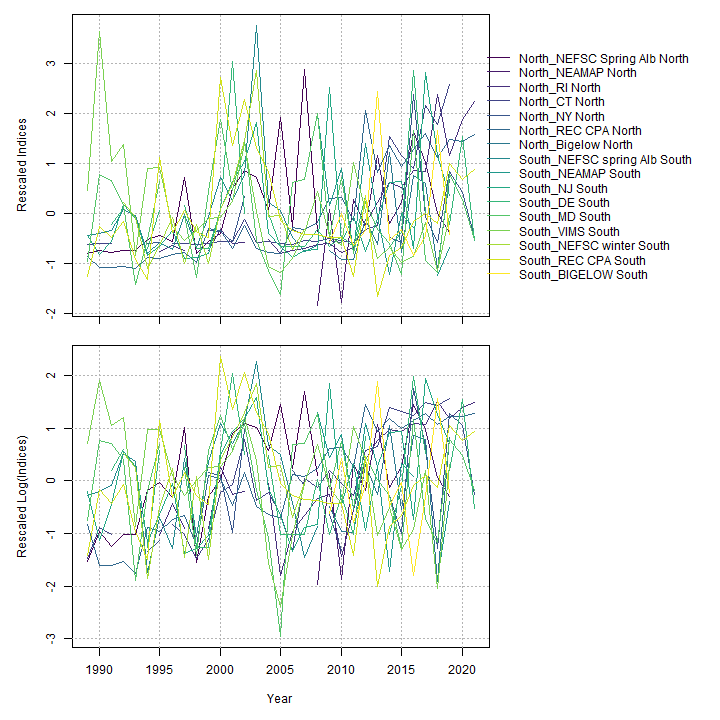 Rescaled Indices
3
2
1
0
-1
-2
North_NEFSC Spring Alb North
North_NEAMAP North
North_RI North
North_CT North
North_NY North
North_REC CPA North
North_Bigelow North
South_NEFSC spring Alb South
South_NEAMAP South
South_NJ South
South_DE South
South_MD South
South_VIMS South
South_NEFSC winter South
South_REC CPA South
South_BIGELOW South
Rescaled Log(Indices)
2
1
0
-1
-2
-3
1990 1995 2000 2005 2010 2015 2020
Year